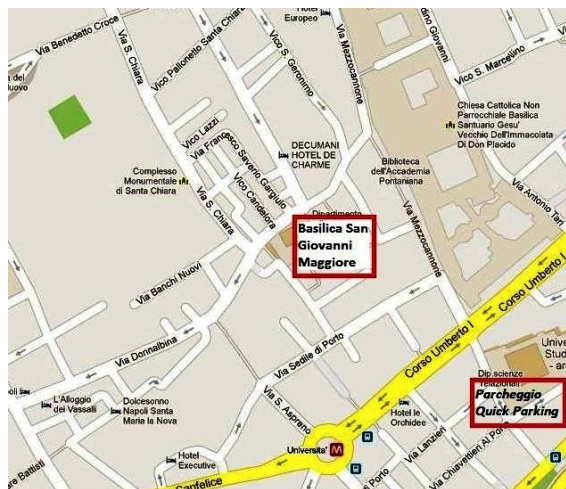 Hotel
Europeo
Via Benedetto Croce
Via S. Chiara
Vico Pallonetto Santa Chiara
Vico S. Geronimo
Via Mezzocannone
Vico S. Marcelino
Chiesa Cattolica Non
Parrocchiale Basilica
Santuario Gesu'
Vecchio Dell'Immacolata
Di Don Placido
Vico Lazzi
Via Francesco Saverio Gargiulo
DECUMANI
HOTEL DE
CHARME
Biblioteca
dell'Accademia
Pontaniana
Complesso
Monumentale
di Santa Chiara
Vico Candelora
Via S. Chiara
Via Antonio Tari
Via Mezzocannone
Basilica San
Giovanni
Maggiore
Via Banchi Nuovi
Corso Umberto I
Via Donnalbina
Via Sedile di Porto
Corso Umberto I
Dip.scienze
Parcheggio
Quick Parking
L'Alloggio
dei Vassalli
Dolcesonno
Napoli Santa
Maria la Nova
Via S. Aspreno
Hotel le
Orchidee
Via Lanzieri
Via Chiavettieri Al Porto
Hotel
Executive
Universita'
M